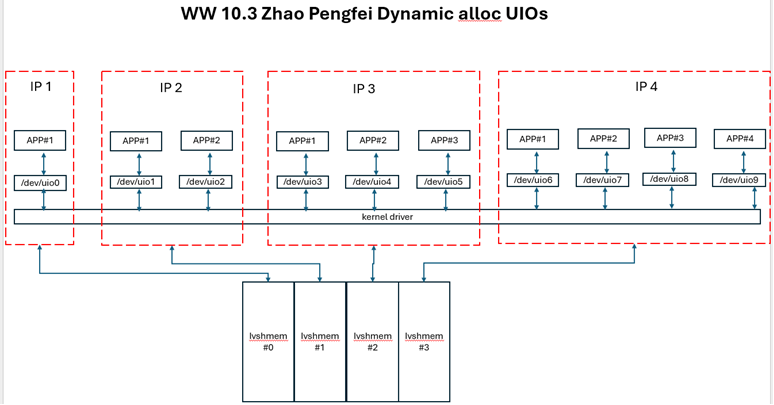 WW 10.3 Zhao Pengfei Dynamic alloc UIOs
IP 1
IP 2
IP 3
IP 4
APP#1
APP#1
APP#2
APP#1
APP#2
APP#3
APP#1
APP#2
APP#3
APP#4
/dev/uio0
/dev/uio1
/dev/uio2
/dev/uio3
/dev/uio4
/dev/uio5
/dev/uio6
/dev/uio7
/dev/uio8
/dev/uio9
kernel driver
Ivshmem
#0
Ivshmem
#1
Ivshmem
#2
Ivshmem
#3